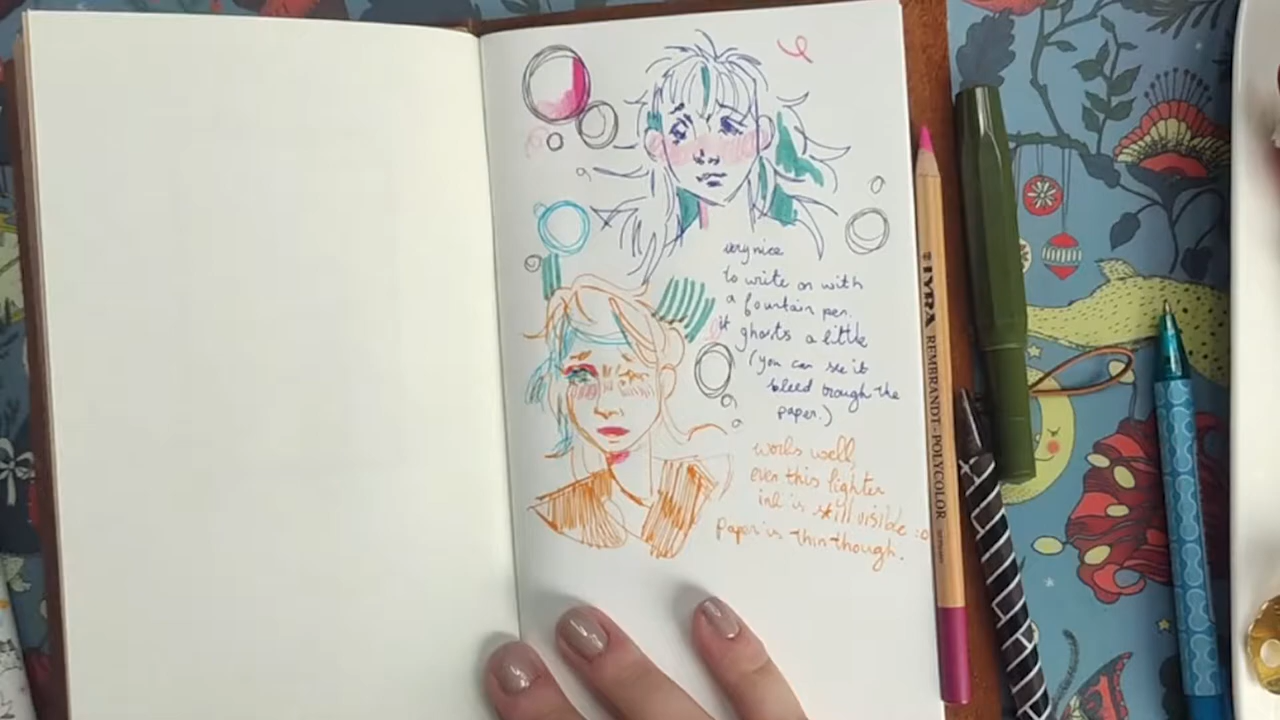 very nice
to write on with
a fountain pen.
it ghosts a little
(you can see it
bleed trough the
paper.)
works well,
even this lighter
ink is still visible :o
paper is thin though.
LYRA REMBRANDT-POLYCOLOR